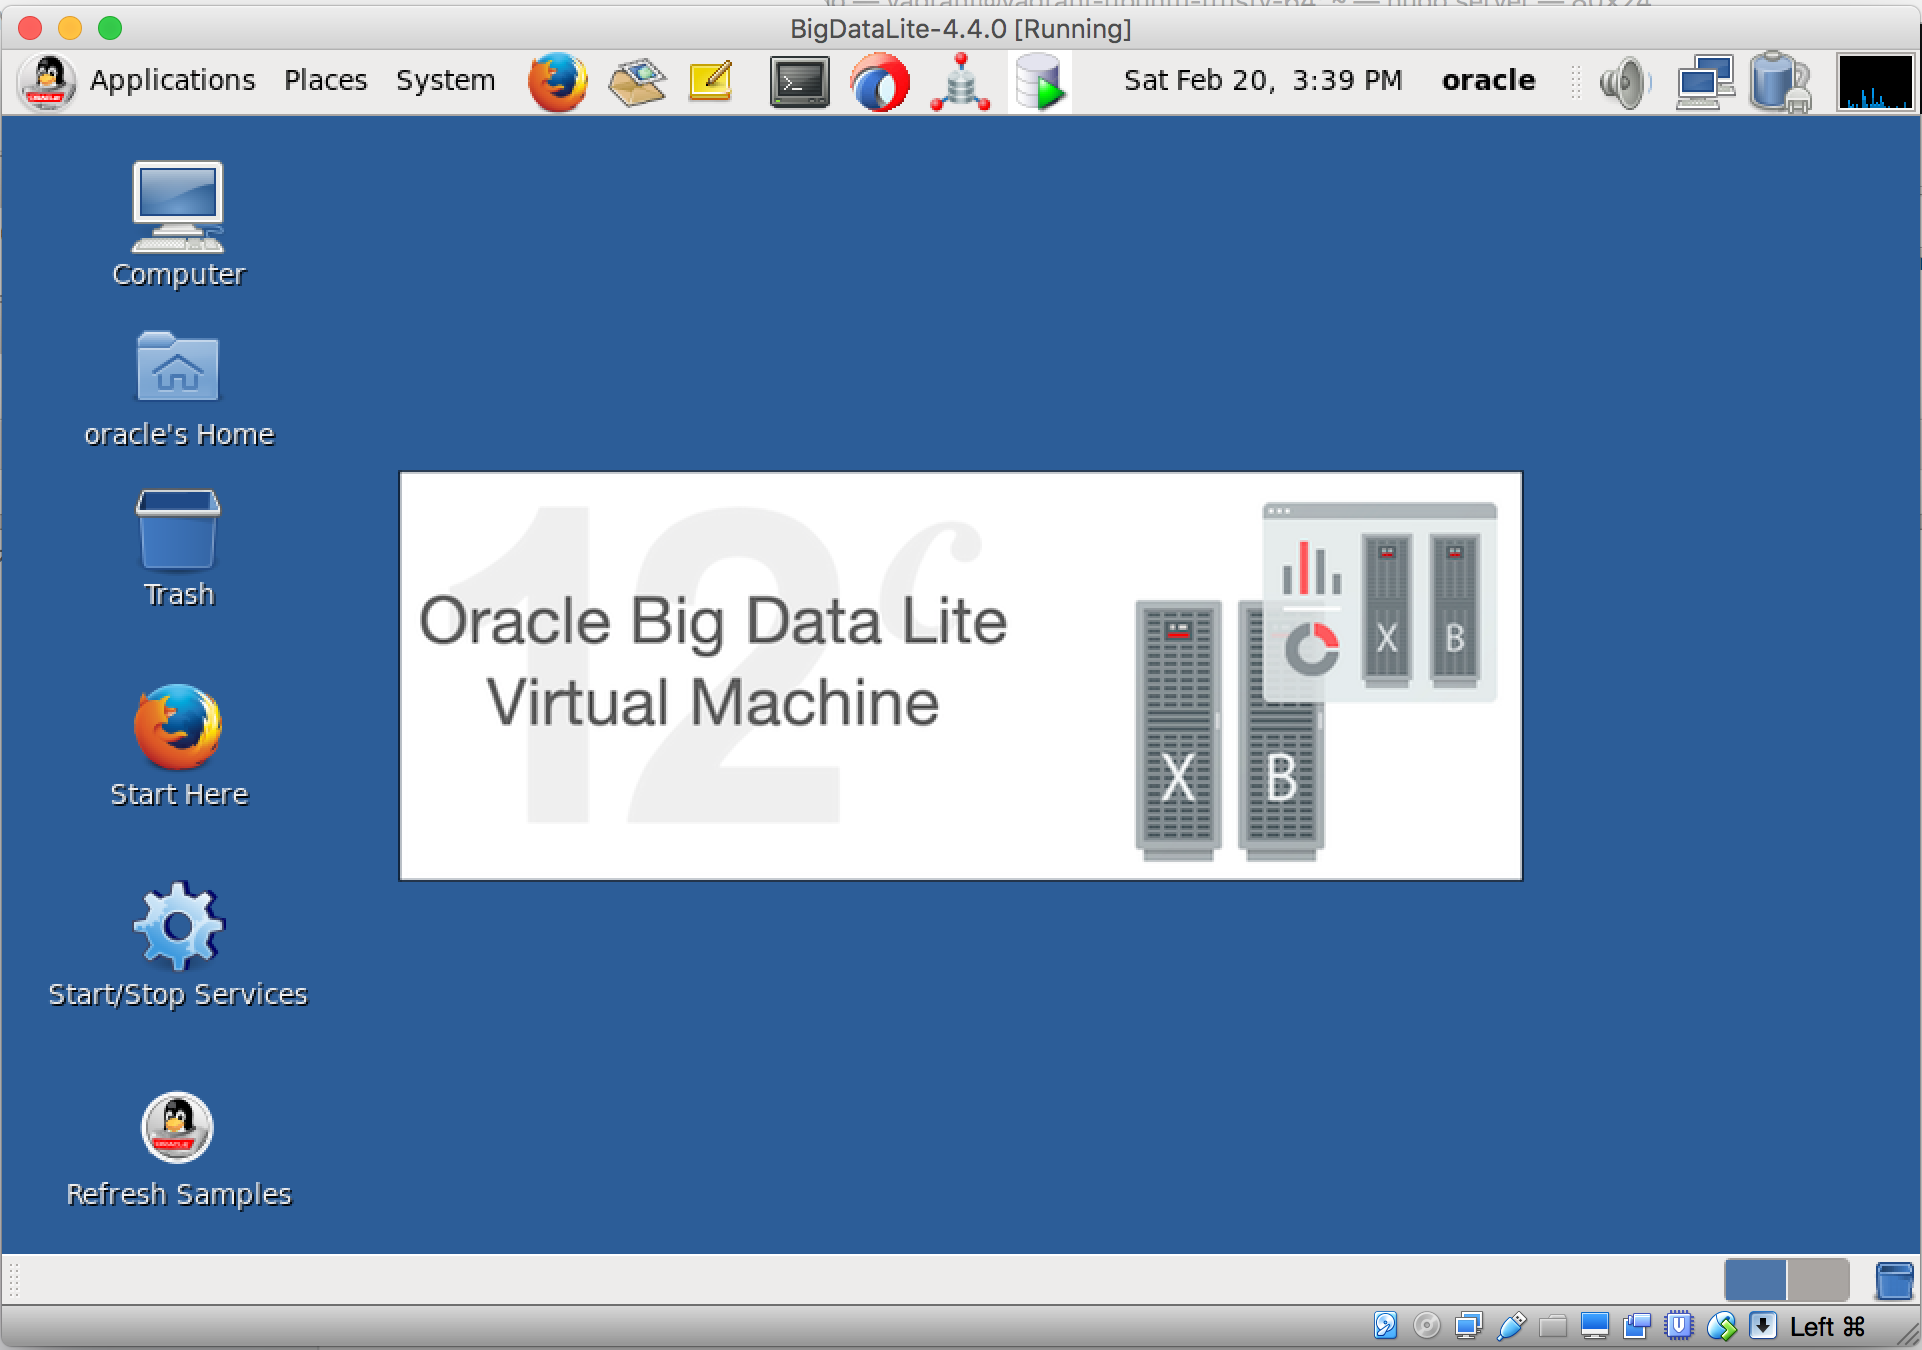 BigDataLite-4.4.0 [Running]
Applications Places System Sat Feb 20, 3:39 PM oracle
Computer
oracle's Home
Trash
Start Here
Start/Stop Services
Refresh Samples
12c
Oracle Big Data Lite
Virtual Machine
X B
X B
Left ⌘